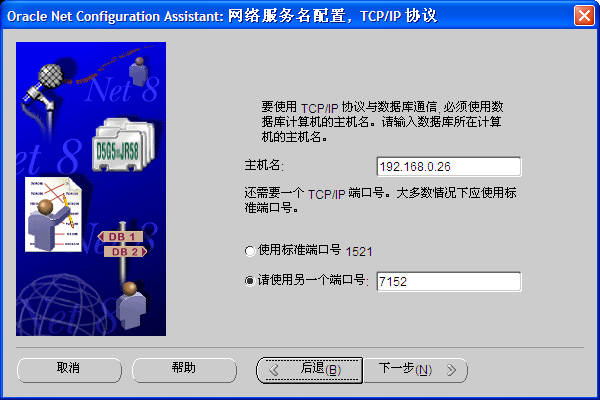 Oracle Net Configuration Assistant: 网络服务名配置, TCP/IP 协议
Net 8
D5G5=JR58
et 8
Net 8
DB 1
DB 2
要使用 TCP/IP 协议与数据库通信, 必须使用数
据库计算机的主机名。请输入数据库所在计算
机的主机名。
主机名:
192.168.0.26
还需要一个 TCP/IP 端口号。大多数情况下应使用标
准端口号。
使用标准端口号 1521
请使用另一个端口号:
7152
取消
帮助
后退(B)
下一步(N)